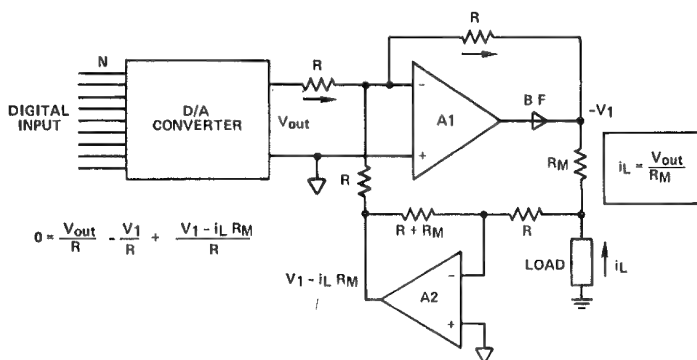 R
N
R
BF
-V1
D/A
CONVERTER
DIGITAL
INPUT
Vout
-
A1
+
RM
iL = Vout / RM
R
0 = Vout/R - V1/R + V1 - iL RM/R
R + RM
R
LOAD
iL
V1 - iL RM
-
A2
+